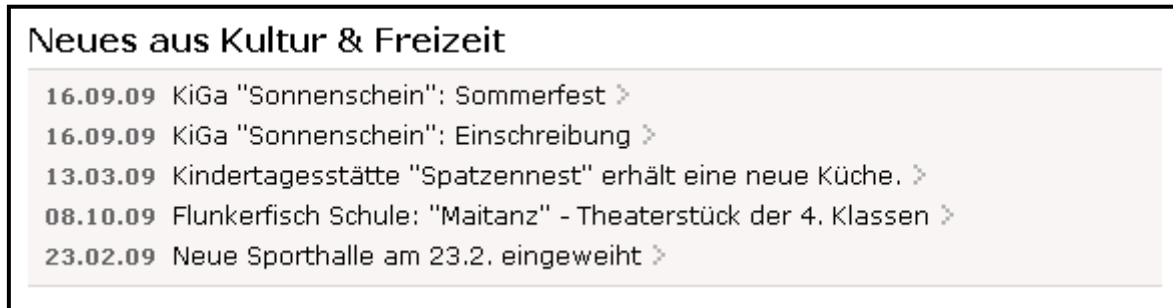 Neues aus Kultur & Freizeit
16.09.09 KiGa "Sonnenschein": Sommerfest >
16.09.09 KiGa "Sonnenschein": Einschreibung >
13.03.09 Kindertagesstätte "Spatzennest" erhält eine neue Küche. >
08.10.09 Flunkerfisch Schule: "Maitanz" - Theaterstück der 4. Klassen >
23.02.09 Neue Sporthalle am 23.2. eingeweiht >